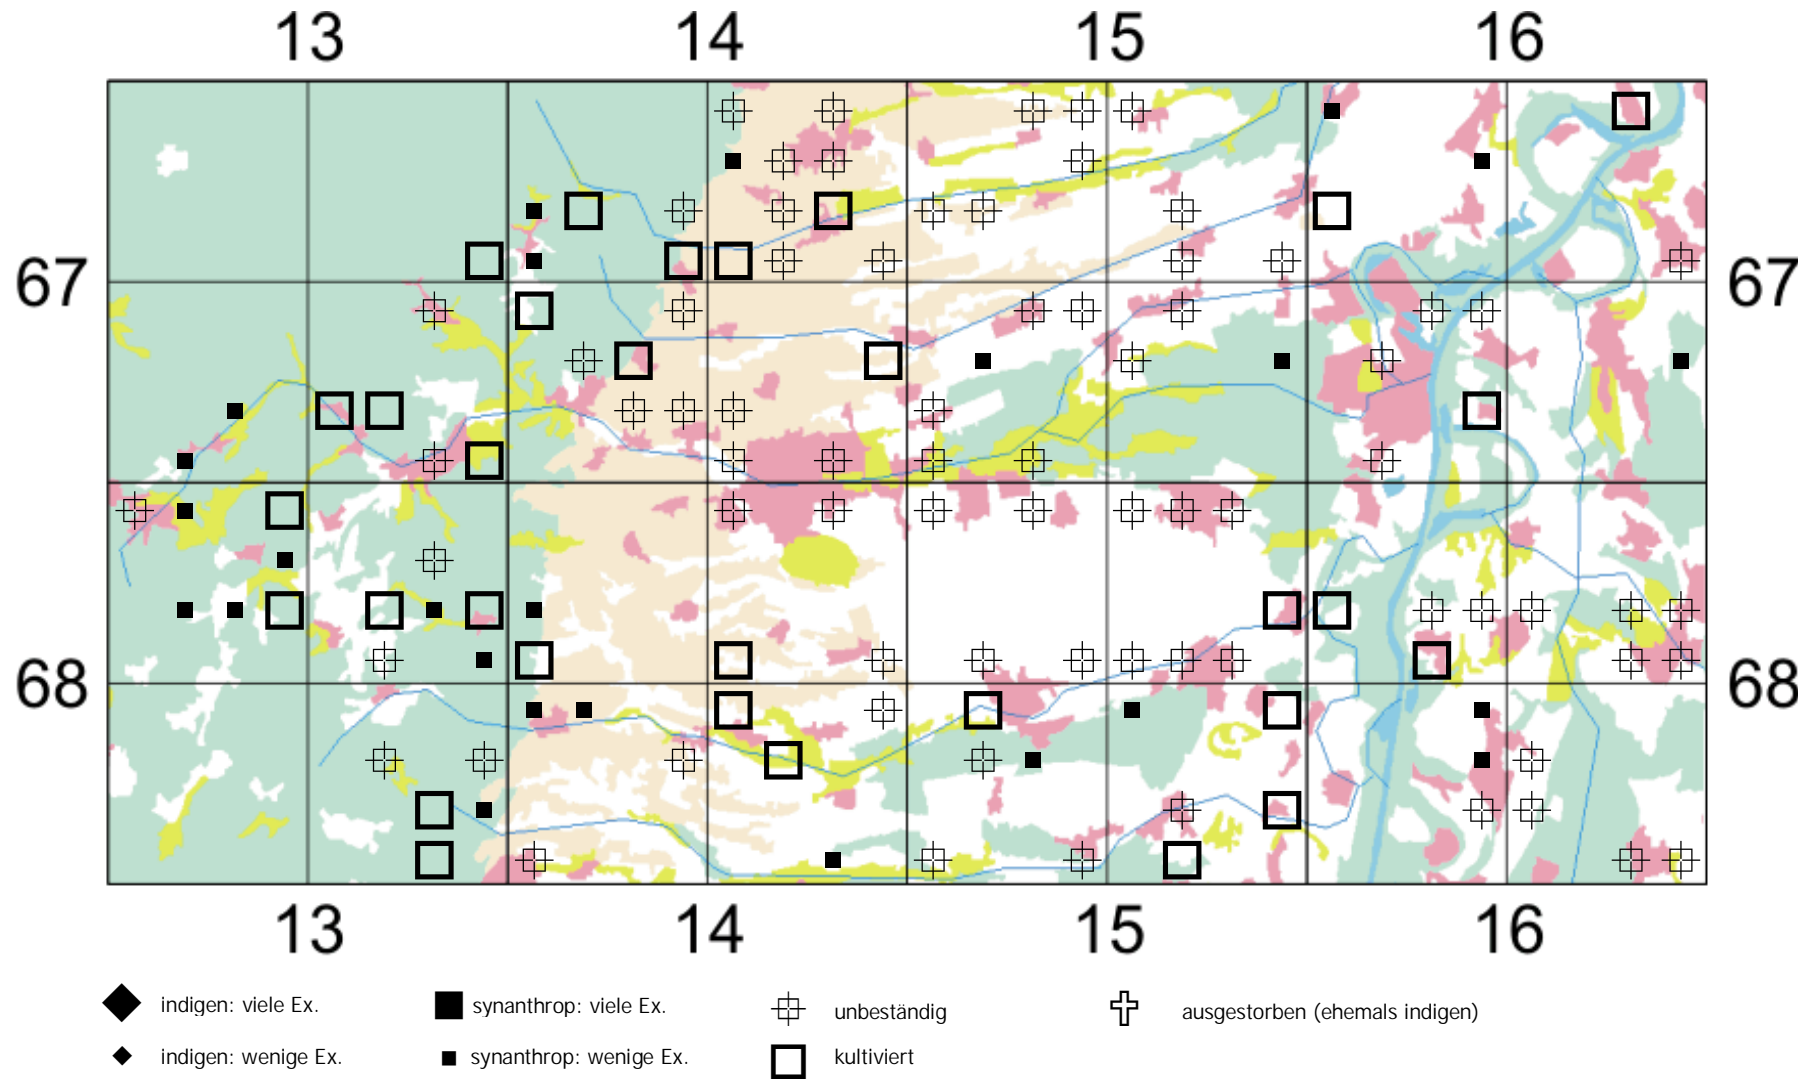 13 14 15 16
67 67
68 68
13 14 15 16
indigen: viele Ex. synanthrop: viele Ex. unbeständig ausgestorben (ehemals indigen)
indigen: wenige Ex. synanthrop: wenige Ex. kultiviert